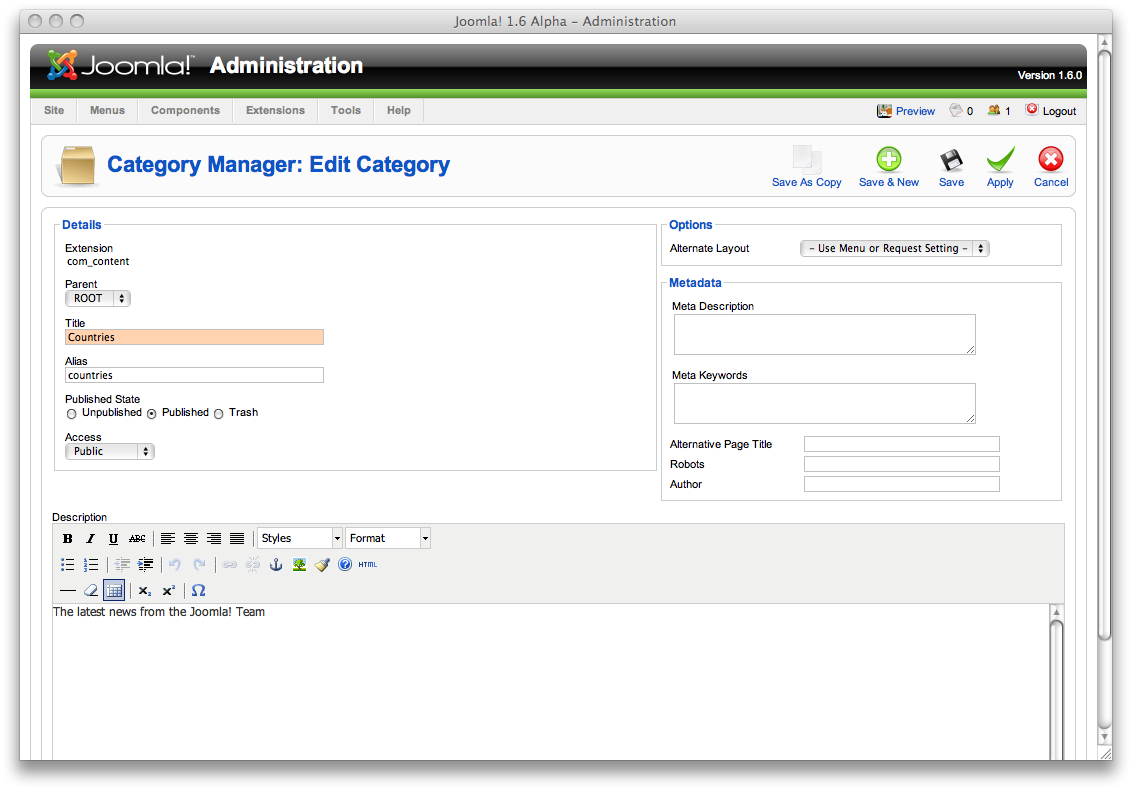 Joomla! 1.6 Alpha – Administration
Joomla!™ Administration
Version 1.6.0
Site Menus Components Extensions Tools Help Preview 0 1 Logout
Category Manager: Edit Category
Save As Copy Save & New Save Apply Cancel
Details
Extension
com_content
Parent
ROOT
Title
Countries
Alias
countries
Published State
Unpublished Published Trash
Access
Public
Options
Alternate Layout – Use Menu or Request Setting –
Metadata
Meta Description
Meta Keywords
Alternative Page Title
Robots
Author
Description
B I U ABC Styles Format
HTML
x₂ x² Ω
The latest news from the Joomla! Team